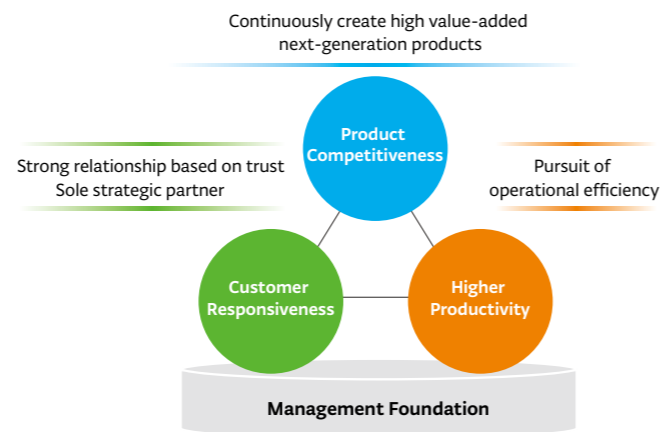 Continuously create high value-added
next-generation products
Product
Competitiveness
Strong relationship based on trust
Sole strategic partner
Pursuit of
operational efficiency
Customer
Responsiveness
Higher
Productivity
Management Foundation